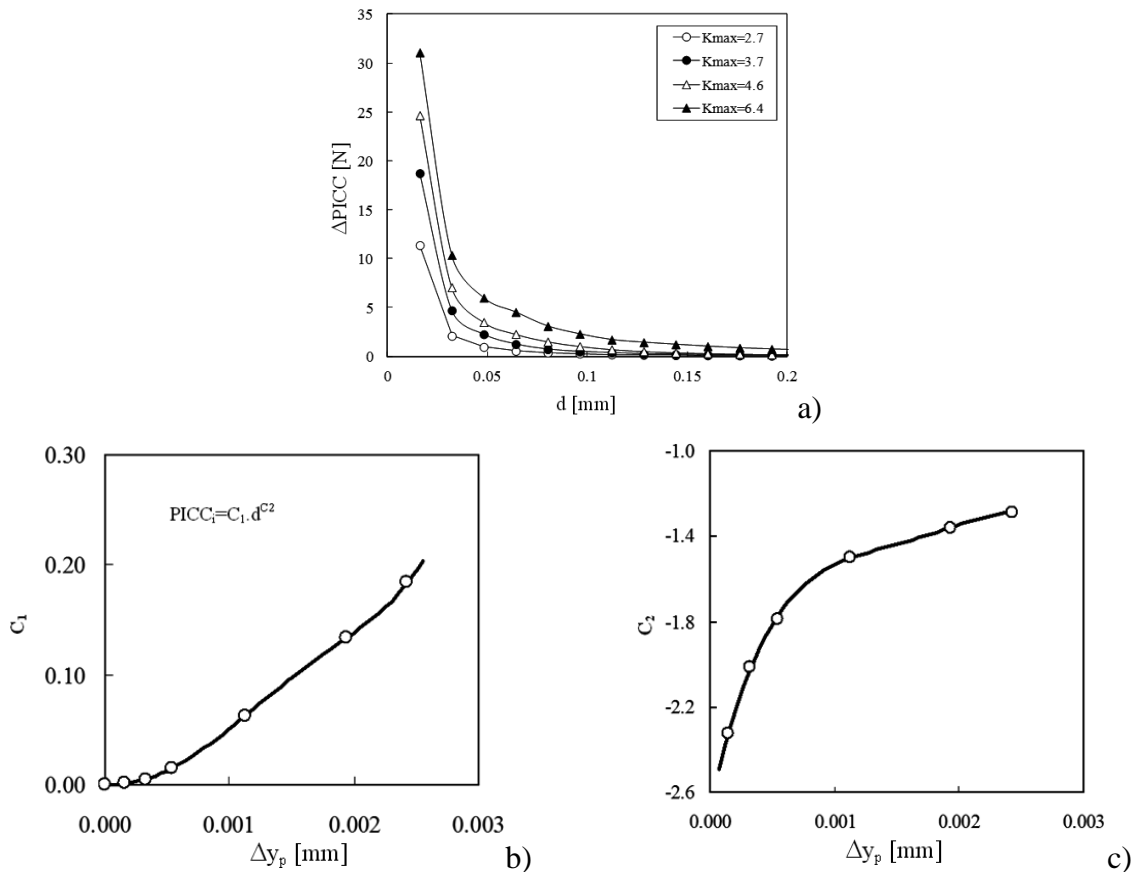 35
30
25
20
15
10
5
0
ΔPICC [N]
Kmax=2.7
Kmax=3.7
Kmax=4.6
Kmax=6.4
0 0.05 0.1 0.15 0.2
d [mm]
a)
0.30
0.20
0.10
0.00
C1
PICCi=C1.d^C2
0.000 0.001 0.002 0.003
Δyp [mm]
b)
-1.0
-1.4
-1.8
-2.2
-2.6
C2
0.000 0.001 0.002 0.003
Δyp [mm]
c)